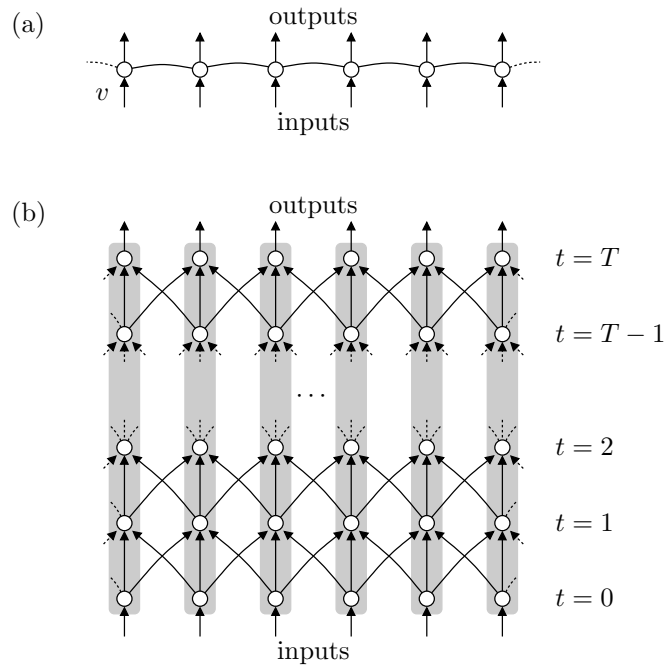 (a)
outputs
v
inputs
(b)
outputs
t = T
t = T − 1
...
t = 2
t = 1
t = 0
inputs